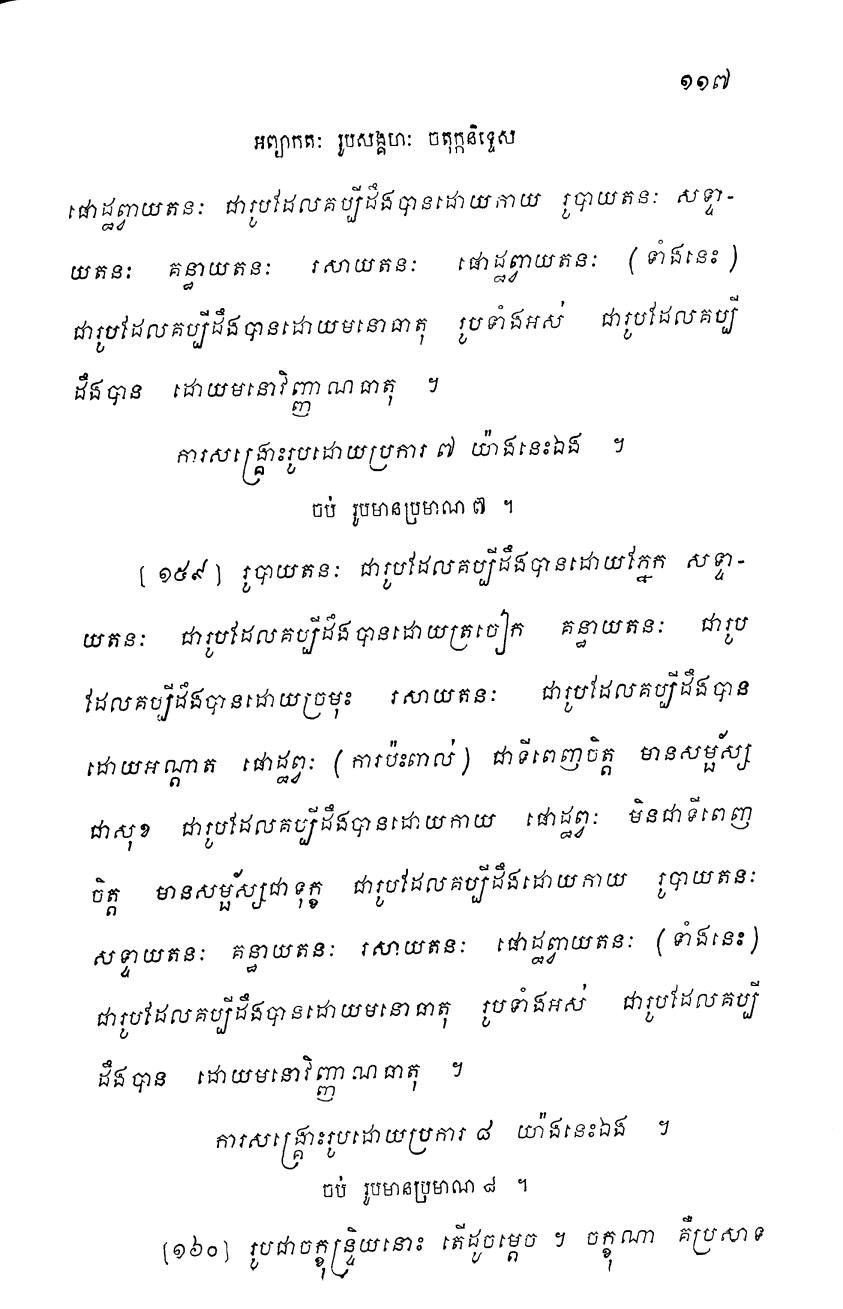 ១១៧
អព្យាកតៈ រូបសង្គហៈ ចតុក្កនិទ្ទេស
ផោដ្ឋព្វាយតនៈ ជារូបដែលគប្បីដឹងបានដោយកាយ រូបាយតនៈ សទ្ទា-
យតនៈ គន្ធាយតនៈ រសាយតនៈ ផោដ្ឋព្វាយតនៈ (ទាំងនេះ)
ជារូបដែលគប្បីដឹងបានដោយមនោធាតុ រូបទាំងអស់ ជារូបដែលគប្បី
ដឹងបាន ដោយមនោវិញ្ញាណធាតុ ។
ការសង្គ្រោះរូបដោយប្រការ ៧ យ៉ាងនេះឯង ។
ចប់ រូបមានប្រមាណ ៧ ។
[១៥៩] រូបាយតនៈ ជារូបដែលគប្បីដឹងបានដោយភ្នែក សទ្ទា-
យតនៈ ជារូបដែលគប្បីដឹងបានដោយត្រចៀក គន្ធាយតនៈ ជារូប
ដែលគប្បីដឹងបានដោយច្រមុះ រសាយតនៈ ជារូបដែលគប្បីដឹងបាន
ដោយអណ្តាត ផោដ្ឋព្វៈ (ការប៉ះពាល់) ជាទីពេញចិត្ត មានសម្ផ័ស្ស
ជាសុខ ជារូបដែលគប្បីដឹងបានដោយកាយ ផោដ្ឋព្វៈ មិនជាទីពេញ
ចិត្ត មានសម្ផ័ស្សជាទុក្ខ ជារូបដែលគប្បីដឹងដោយកាយ រូបាយតនៈ
សទ្ទាយតនៈ គន្ធាយតនៈ រសាយតនៈ ផោដ្ឋព្វាយតនៈ (ទាំងនេះ)
ជារូបដែលគប្បីដឹងបានដោយមនោធាតុ រូបទាំងអស់ ជារូបដែលគប្បី
ដឹងបាន ដោយមនោវិញ្ញាណធាតុ ។
ការសង្គ្រោះរូបដោយប្រការ ៨ យ៉ាងនេះឯង ។
ចប់ រូបមានប្រមាណ ៨ ។
[១៦០] រូបជាចក្ខុន្ទ្រិយនោះ តើដូចម្តេច ។ ចក្ខុណា គឺប្រសាទ